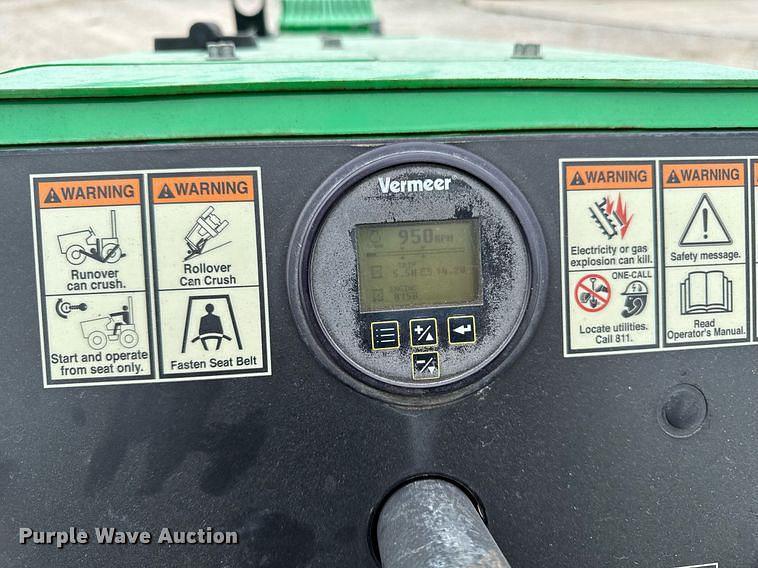 WARNING
Runover
can crush.
Start and operate
from seat only.
WARNING
Rollover
Can Crush
Fasten Seat Belt
Vermeer
950 RPM
ENGINE
WARNING
Electricity or gas
explosion can kill.
ONE-CALL
Locate utilities.
Call 811.
WARNING
Safety message.
Read
Operator's Manual.
Purple Wave Auction